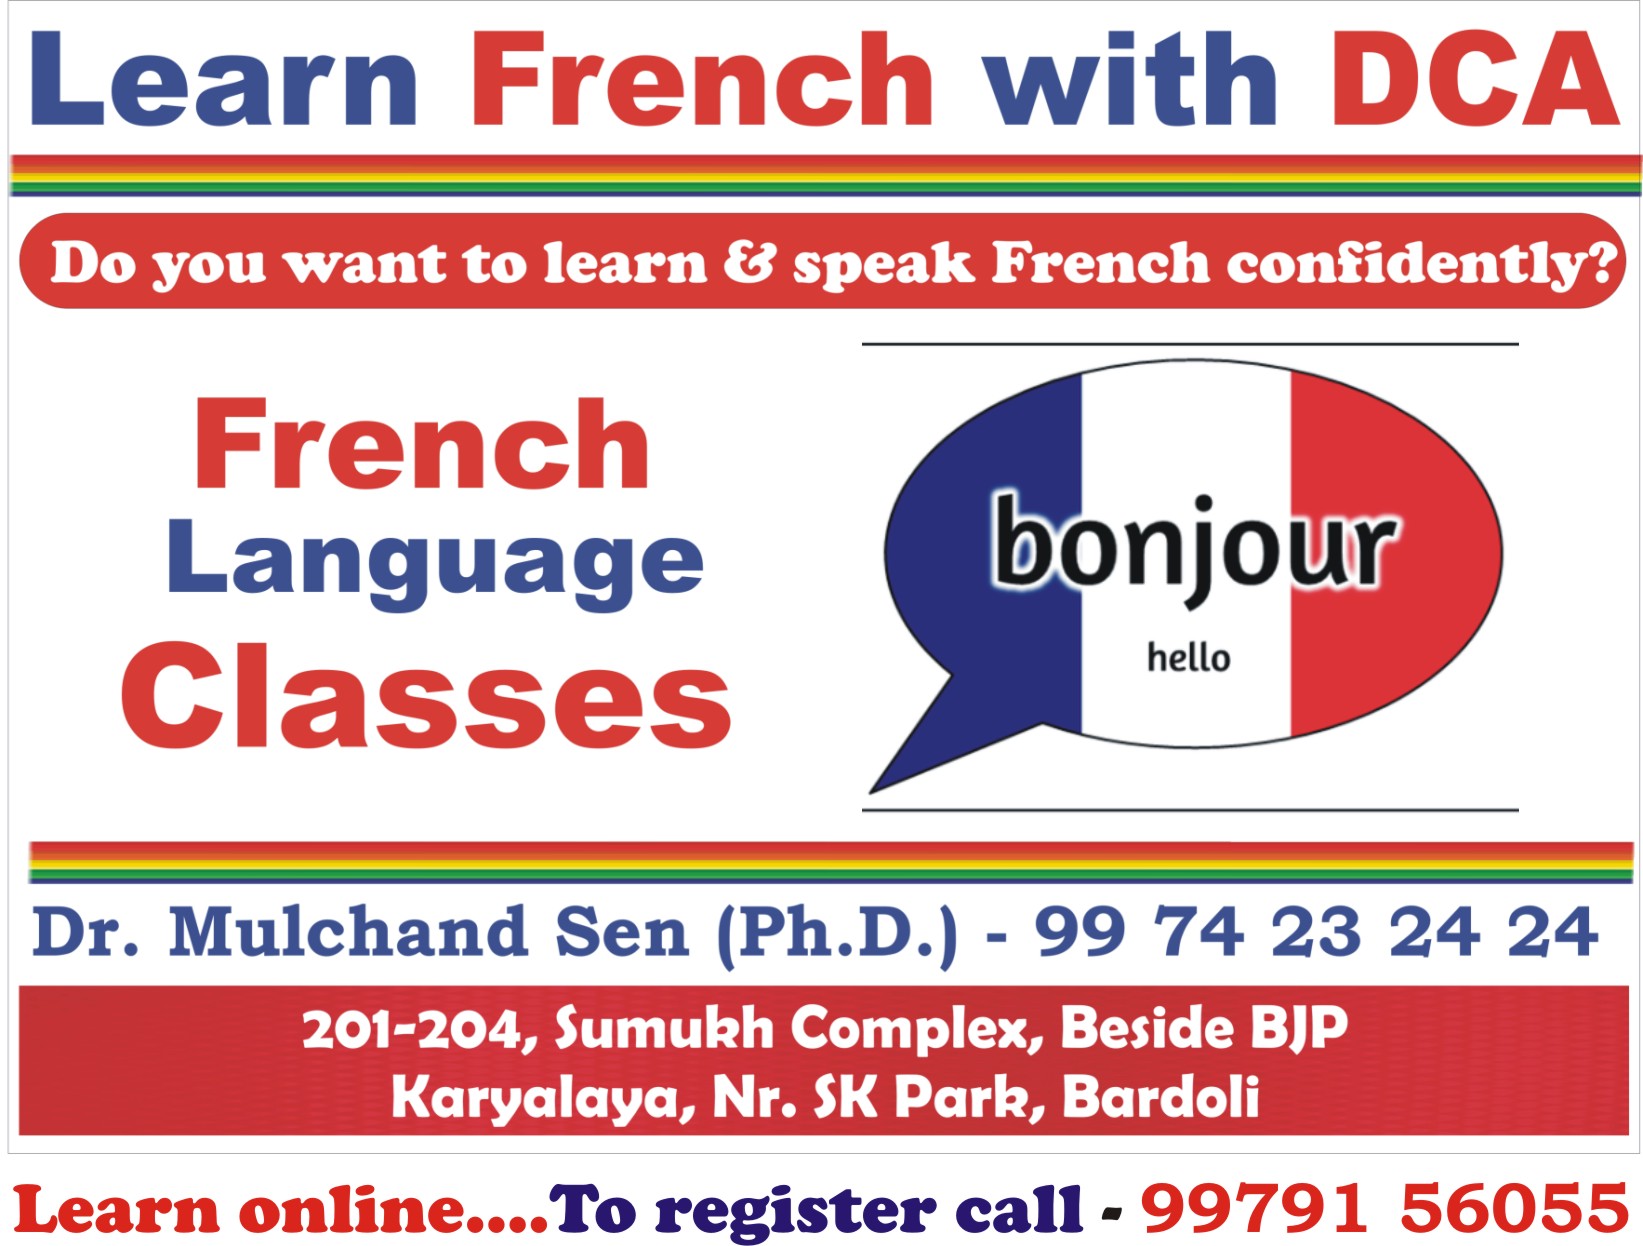 Learn French with DCA
Do you want to learn & speak French confidently?
French
Language
Classes
bonjour
hello
Dr. Mulchand Sen (Ph.D.) - 99 74 23 24 24
201-204, Sumukh Complex, Beside BJP
Karyalaya, Nr. SK Park, Bardoli
Learn online....To register call - 99791 56055